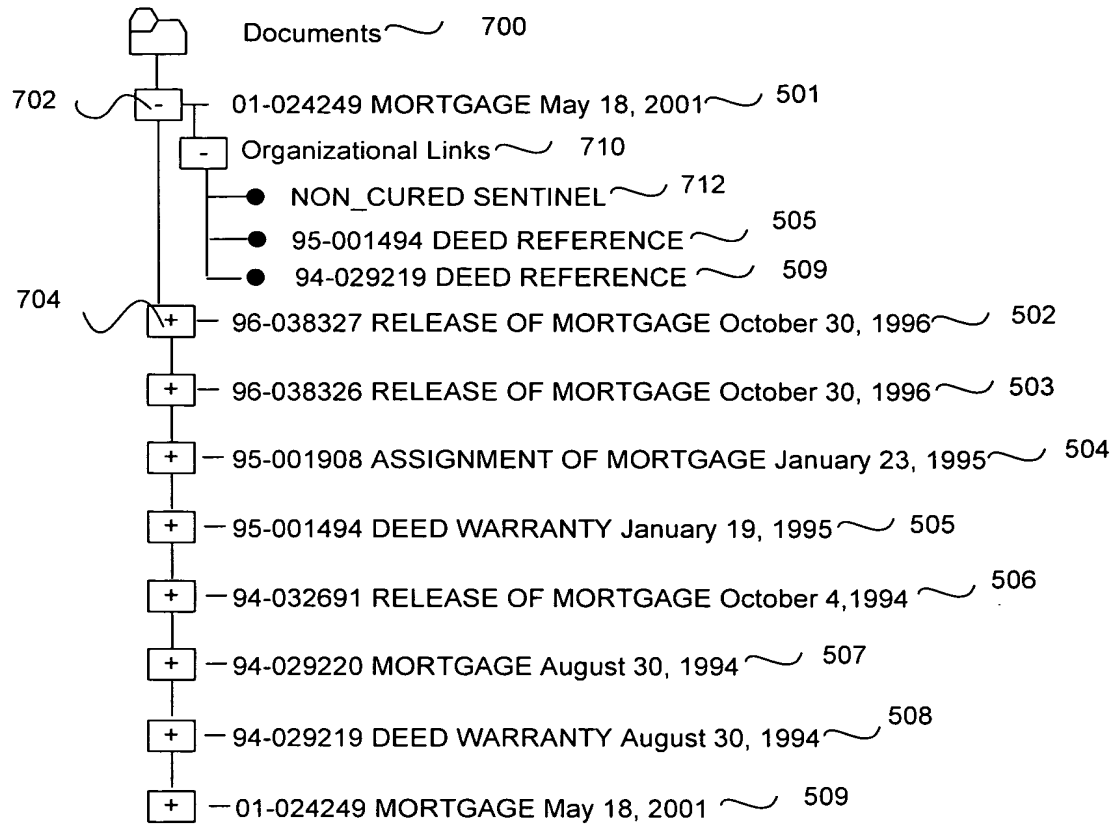 Documents 700
702 - 01-024249 MORTGAGE May 18, 2001 501
- Organizational Links 710
NON_CURED SENTINEL 712
95-001494 DEED REFERENCE 505
94-029219 DEED REFERENCE 509
704 + 96-038327 RELEASE OF MORTGAGE October 30, 1996 502
+ 96-038326 RELEASE OF MORTGAGE October 30, 1996 503
+ 95-001908 ASSIGNMENT OF MORTGAGE January 23, 1995 504
+ 95-001494 DEED WARRANTY January 19, 1995 505
+ 94-032691 RELEASE OF MORTGAGE October 4,1994 506
+ 94-029220 MORTGAGE August 30, 1994 507
+ 94-029219 DEED WARRANTY August 30, 1994 508
+ 01-024249 MORTGAGE May 18, 2001 509